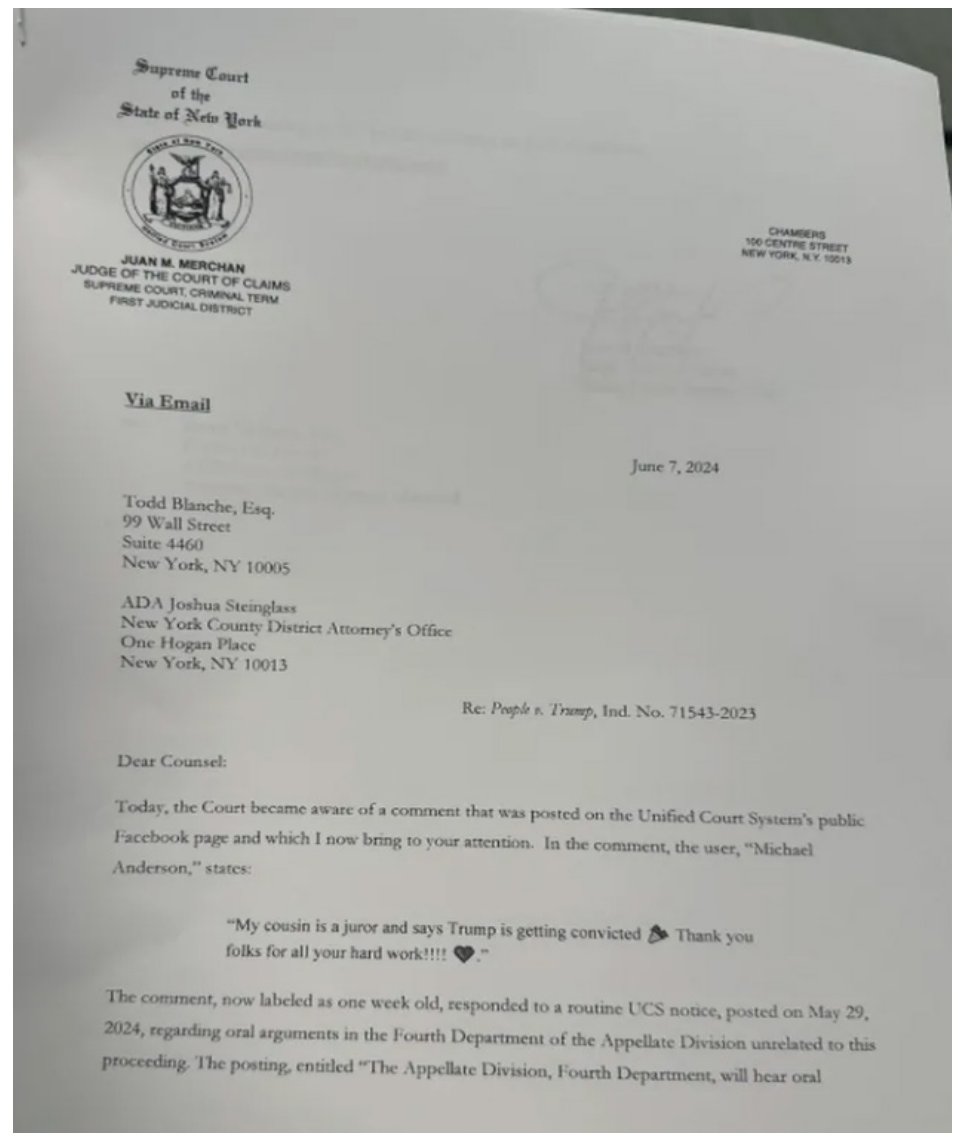 Supreme Court
of the
State of New York
State of New York
Unified Court System
JUAN M. MERCHAN
JUDGE OF THE COURT OF CLAIMS
SUPREME COURT, CRIMINAL TERM
FIRST JUDICIAL DISTRICT
CHAMBERS
100 CENTRE STREET
NEW YORK, N.Y. 10013
Via Email
June 7, 2024
Todd Blanche, Esq.
99 Wall Street
Suite 4460
New York, NY 10005
ADA Joshua Steinglass
New York County District Attorney's Office
One Hogan Place
New York, NY 10013
Re: People v. Trump, Ind. No. 71543-2023
Dear Counsel:
Today, the Court became aware of a comment that was posted on the Unified Court System's public
Facebook page and which I now bring to your attention. In the comment, the user, “Michael
Anderson,” states:
“My cousin is a juror and says Trump is getting convicted 🎉 Thank you
folks for all your hard work!!!! ❤.”
The comment, now labeled as one week old, responded to a routine UCS notice, posted on May 29,
2024, regarding oral arguments in the Fourth Department of the Appellate Division unrelated to this
proceeding. The posting, entitled “The Appellate Division, Fourth Department, will hear oral